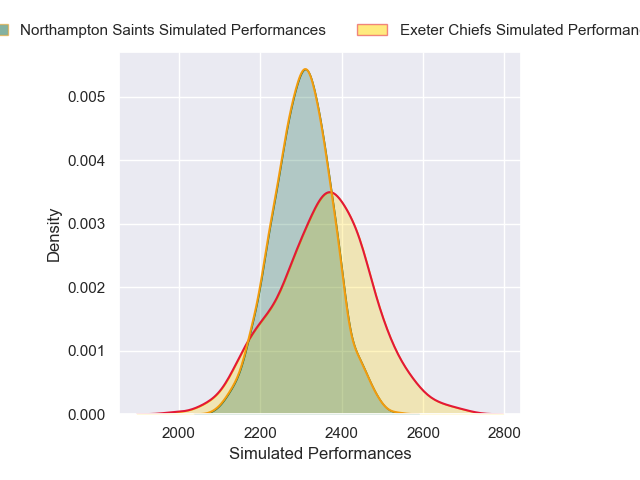 Northampton Saints Simulated Performances
Exeter Chiefs Simulated
0.005
0.004
0.003
0.002
0.001
0.000
Density
2000 2200 2400 2600 2800
Simulated Performances